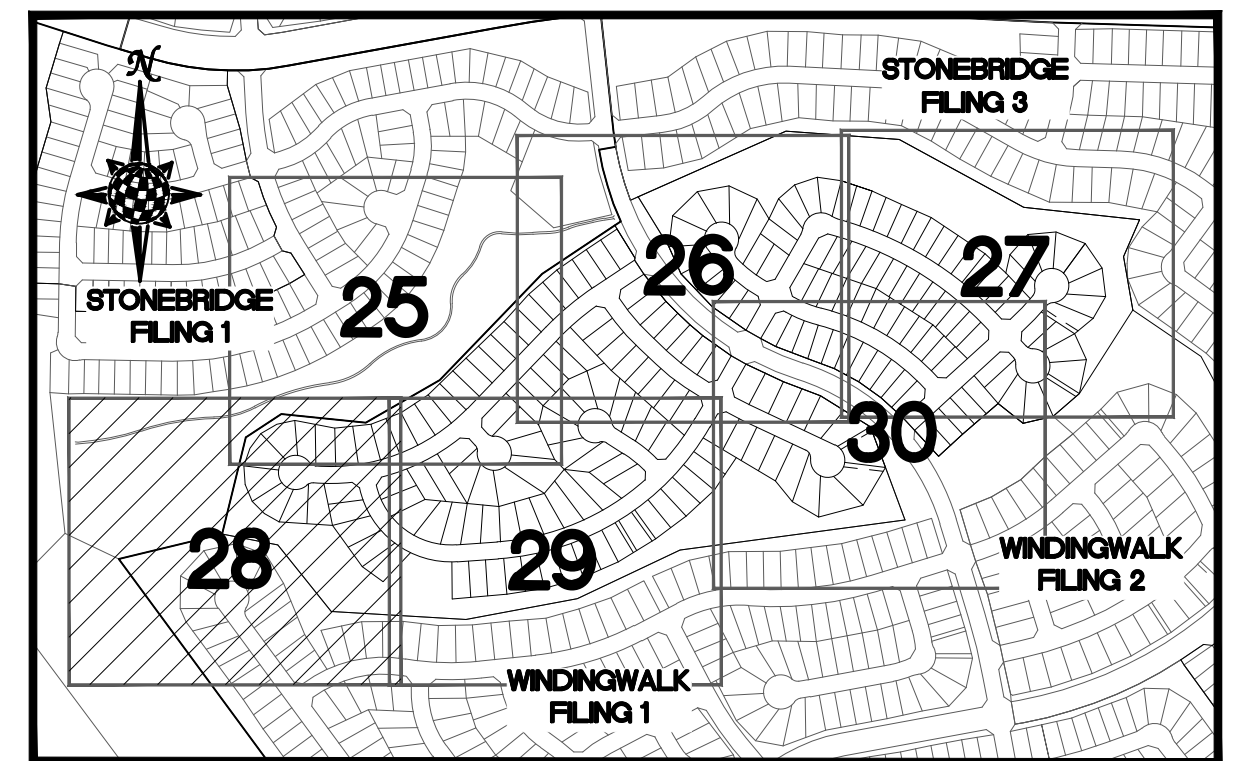 N
STONEBRIDGE
FILING 3
26
27
25
STONEBRIDGE
FILING 1
30
28
29
WINDINGWALK
FILING 2
WINDINGWALK
FILING 1